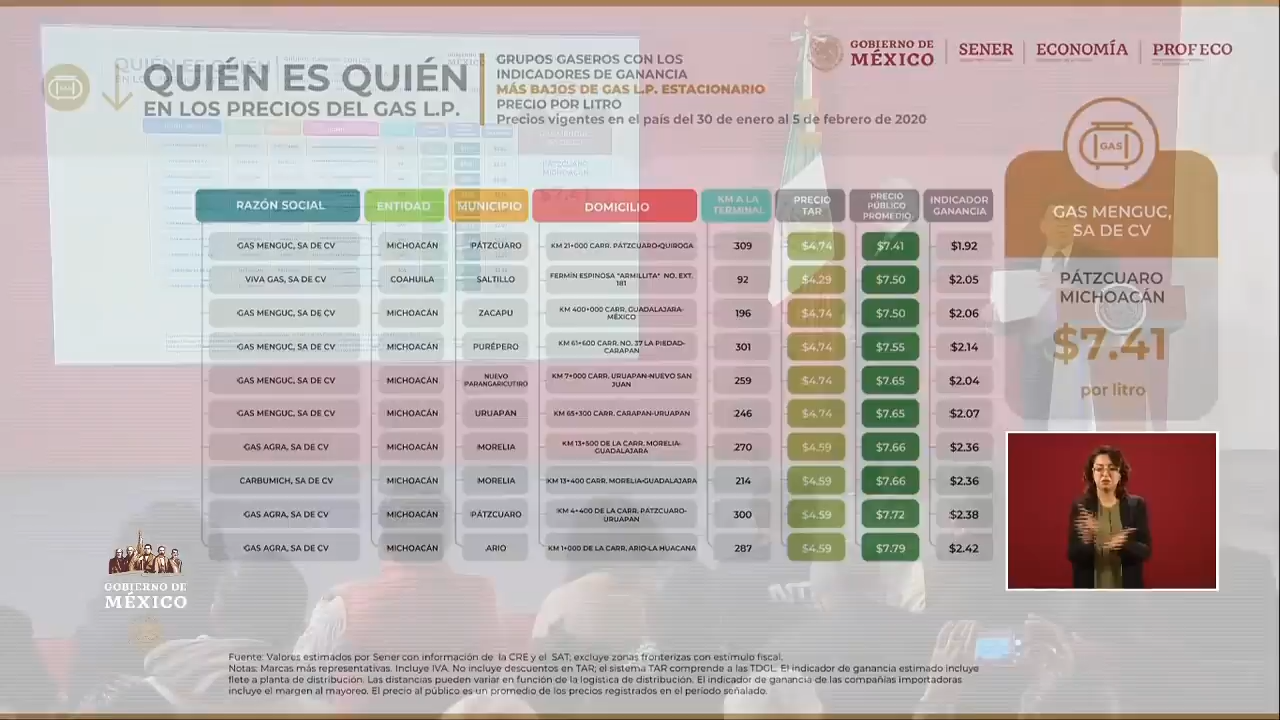 QUIÉN ES QUIÉN
EN LOS PRECIOS DEL GAS L.P.
GRUPOS GASEROS CON LOS
INDICADORES DE GANANCIA
MÁS BAJOS DE GAS L.P. ESTACIONARIO
PRECIO POR LITRO
Precios vigentes en el país del 30 de enero al 5 de febrero de 2020
GOBIERNO DE
MÉXICO
SENER
ECONOMÍA
PROFECO
RAZÓN SOCIAL ENTIDAD MUNICIPIO DOMICILIO KM A LA TERMINAL PRECIO TAR PRECIO PÚBLICO PROMEDIO INDICADOR GANANCIA
GAS MENGUC, SA DE CV MICHOACÁN PÁTZCUARO KM 21+000 CARR. PÁTZCUARO-QUIROGA 309 $4.74 $7.41 $1.92
VIVA GAS, SA DE CV COAHUILA SALTILLO FERMÍN ESPINOSA "ARMILLITA" NO. EXT. 181 92 $4.29 $7.50 $2.05
GAS MENGUC, SA DE CV MICHOACÁN ZACAPU KM 400+000 CARR. GUADALAJARA-MÉXICO 196 $4.74 $7.50 $2.06
GAS MENGUC, SA DE CV MICHOACÁN PURÉPERO KM 61+600 CARR. NO. 37 LA PIEDAD-CARAPAN 301 $4.74 $7.55 $2.14
GAS MENGUC, SA DE CV MICHOACÁN NUEVO PARANGARICUTIRO KM 7+000 CARR. URUAPAN-NUEVO SAN JUAN 259 $4.74 $7.65 $2.04
GAS MENGUC, SA DE CV MICHOACÁN URUAPAN KM 65+300 CARR. CARAPAN-URUAPAN 246 $4.74 $7.65 $2.07
GAS AGRA, SA DE CV MICHOACÁN MORELIA KM 13+500 DE LA CARR. MORELIA-GUADALAJARA 270 $4.59 $7.66 $2.36
CARBUMICH, SA DE CV MICHOACÁN MORELIA KM 13+400 CARR. MORELIA-GUADALAJARA 214 $4.59 $7.66 $2.36
GAS AGRA, SA DE CV MICHOACÁN PÁTZCUARO KM 4+400 DE LA CARR. PÁTZCUARO-URUAPAN 300 $4.59 $7.72 $2.38
GAS AGRA, SA DE CV MICHOACÁN ARIO KM 1+000 DE LA CARR. ARIO-LA HUACANA 287 $4.59 $7.79 $2.42
GAS
GAS MENGUC,
SA DE CV
PÁTZCUARO
MICHOACÁN
$7.41
por litro
GOBIERNO DE
MÉXICO
Fuente: Valores estimados por Sener con información de la CRE y el SAT; excluye zonas fronterizas con estímulo fiscal.
Notas: Marcas más representativas. Incluye IVA. No incluye descuentos en TAR; el sistema TAR comprende a las TDGL. El indicador de ganancia estimado incluye
flete a planta de distribución. Las distancias pueden variar en función de la logística de distribución. El indicador de ganancia de las compañías importadoras
incluye el margen al mayoreo. El precio al público es un promedio de los precios registrados en el período señalado.